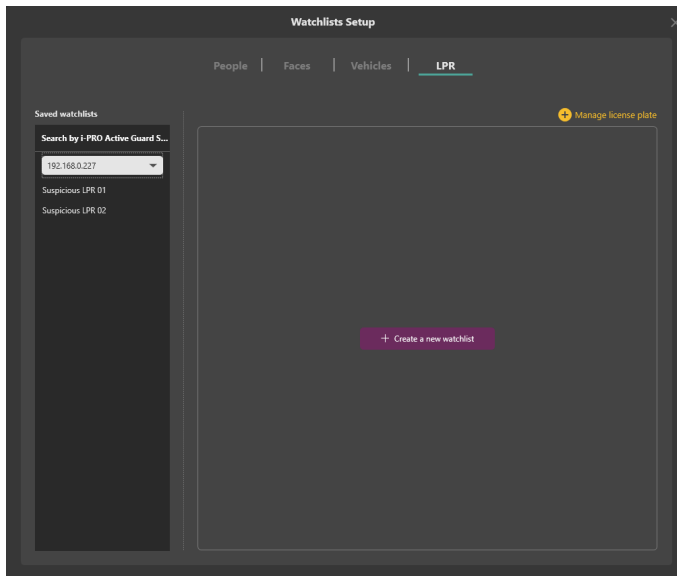 Watchlists Setup
People
Faces
Vehicles
LPR
Saved watchlists
Manage license plate
Search by i-PRO Active Guard S...
192.168.0.227
Suspicious LPR 01
Suspicious LPR 02
+ Create a new watchlist